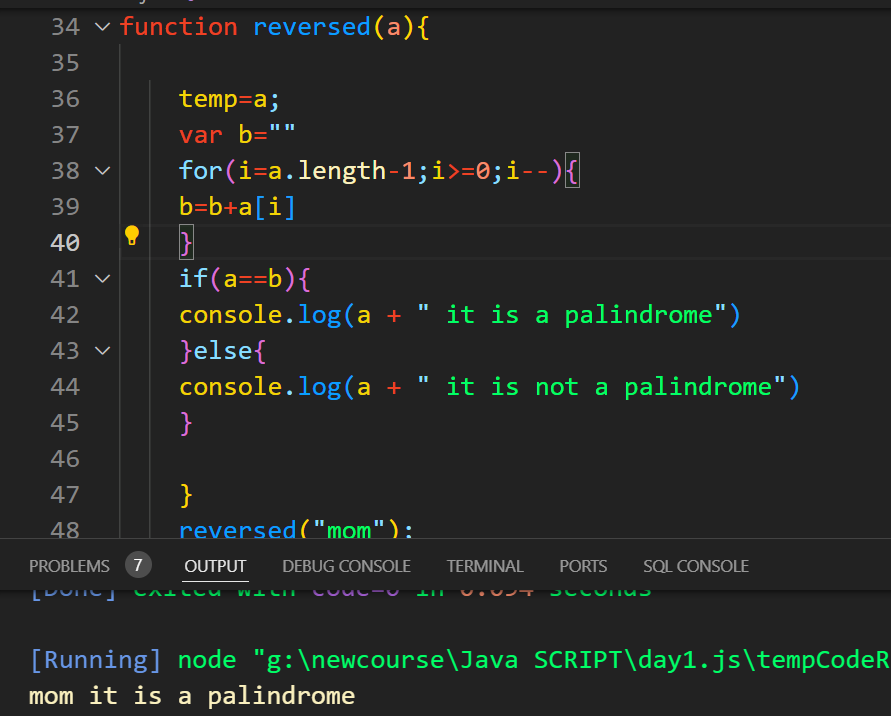 34 function reversed(a){
35
36 temp=a;
37 var b=""
38 for(i=a.length-1;i>=0;i--){
39 b=b+a[i]
40 }
41 if(a==b){
42 console.log(a + " it is a palindrome")
43 }else{
44 console.log(a + " it is not a palindrome")
45 }
46
47 }
48 reversed("mom");
PROBLEMS 7 OUTPUT DEBUG CONSOLE TERMINAL PORTS SQL CONSOLE
[Done] exited with code=0 in 0.694 seconds
[Running] node "g:\newcourse\Java SCRIPT\day1.js\tempCodeR
mom it is a palindrome